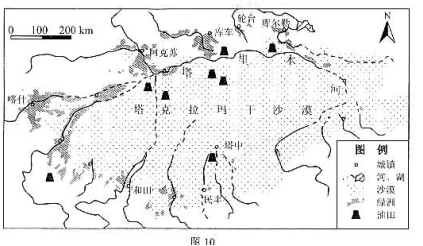 0 100 200 km
N
轮台
库尔勒
库车
阿克苏
塔 里 木
河
喀什
塔 克 拉 玛 干 沙 漠
塔中
和田
民丰
图 例
城镇
河、湖
沙漠
绿洲
油田
图 10